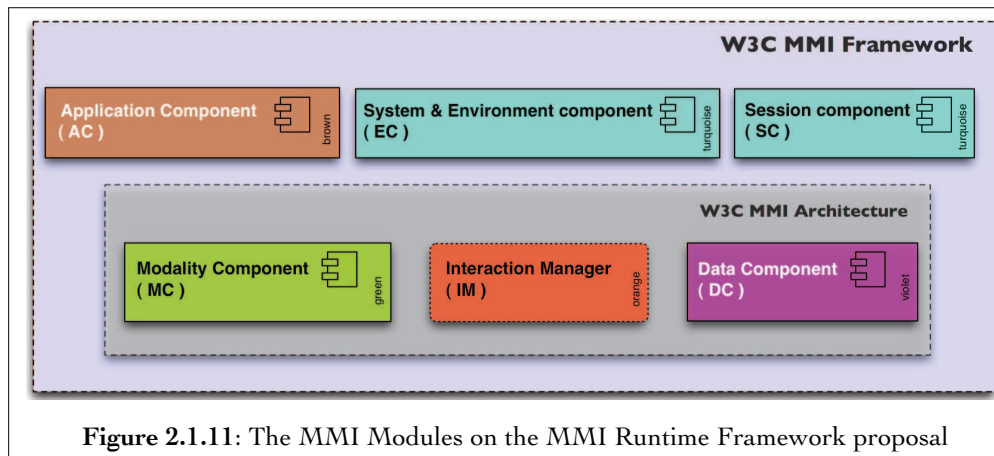 W3C MMI Framework
Application Component
( AC )
brown
System & Environment component
( EC )
turquoise
Session component
( SC )
turquoise
W3C MMI Architecture
Modality Component
( MC )
green
Interaction Manager
( IM )
orange
Data Component
( DC )
violet
Figure 2.1.11: The MMI Modules on the MMI Runtime Framework proposal